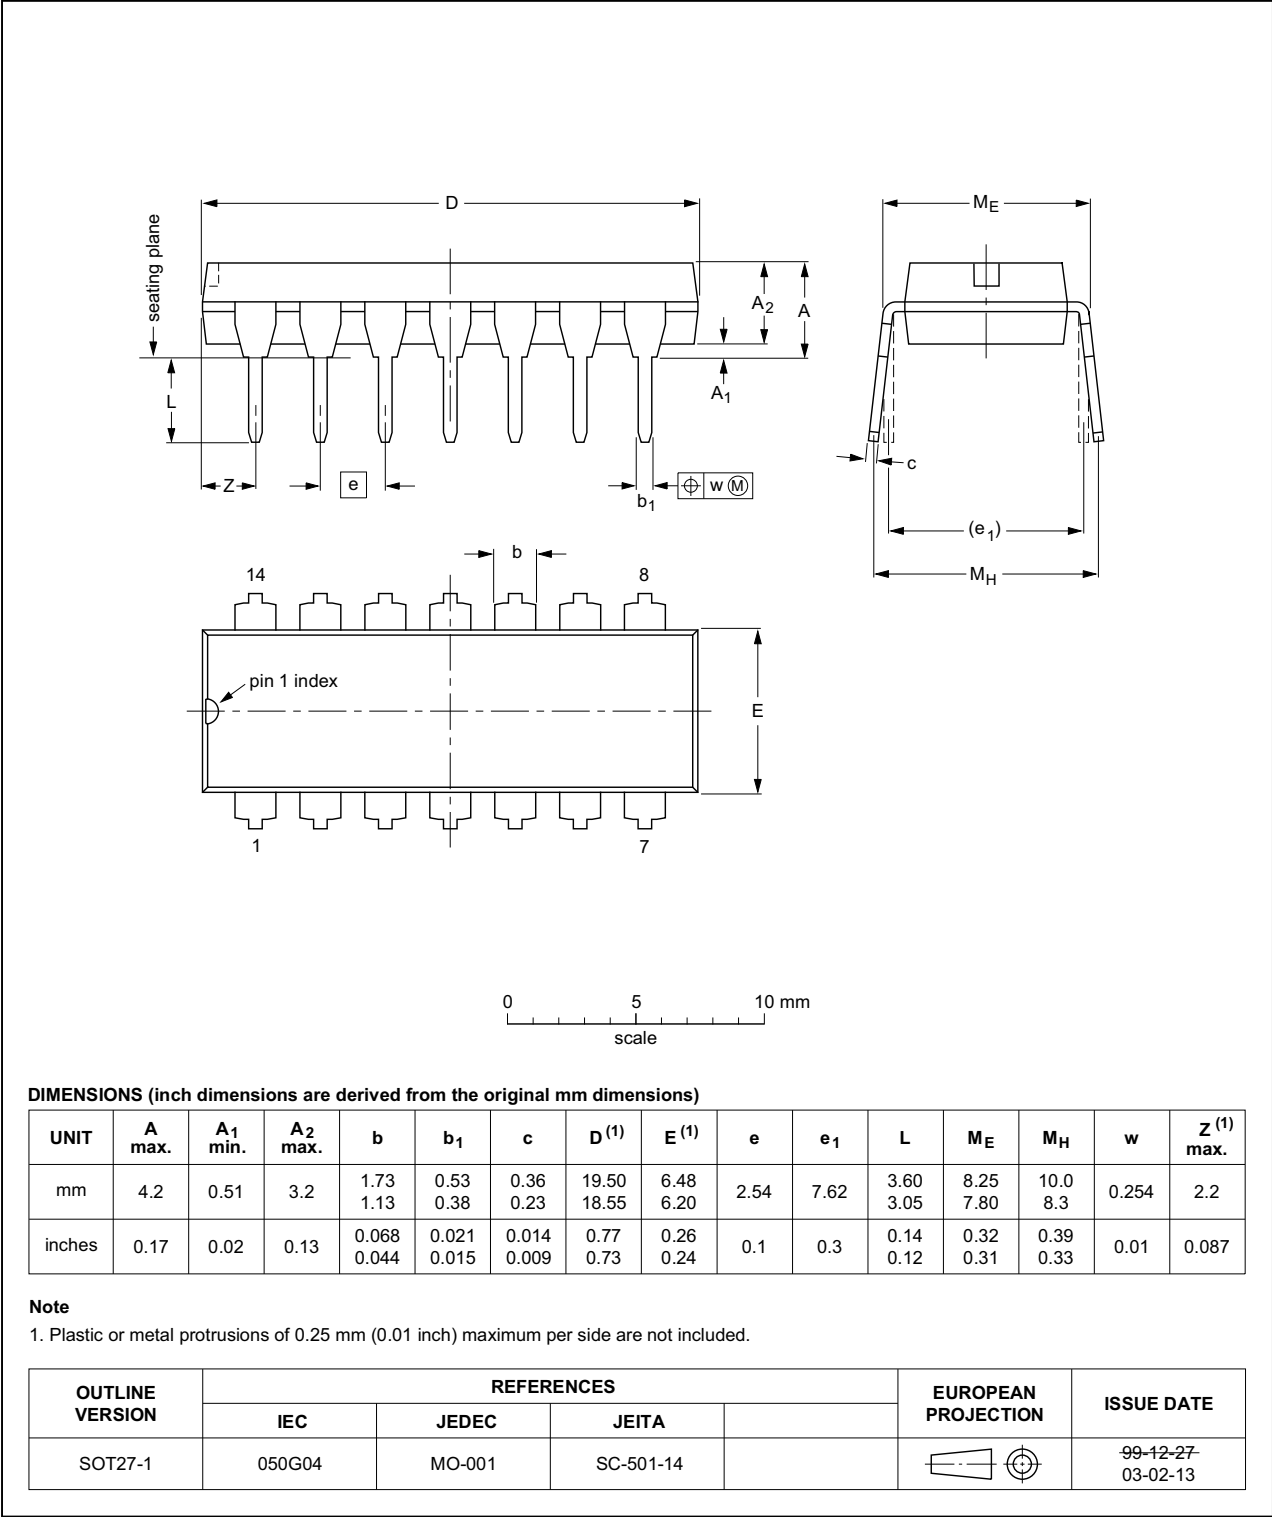 D
M E
seating plane
A 2
A
A 1
L
Z
e
b 1
w M
c
(e 1)
M H
b
14
8
pin 1 index
E
1
7
0 5 10 mm
scale
DIMENSIONS (inch dimensions are derived from the original mm dimensions)
UNIT A max. A1 min. A2 max. b b1 c D (1) E (1) e e1 L ME MH w Z (1) max.
mm 4.2 0.51 3.2 1.73 1.13 0.53 0.38 0.36 0.23 19.50 18.55 6.48 6.20 2.54 7.62 3.60 3.05 8.25 7.80 10.0 8.3 0.254 2.2
inches 0.17 0.02 0.13 0.068 0.044 0.021 0.015 0.014 0.009 0.77 0.73 0.26 0.24 0.1 0.3 0.14 0.12 0.32 0.31 0.39 0.33 0.01 0.087
Note
1. Plastic or metal protrusions of 0.25 mm (0.01 inch) maximum per side are not included.
OUTLINE VERSION REFERENCES EUROPEAN PROJECTION ISSUE DATE
IEC JEDEC JEITA
SOT27-1 050G04 MO-001 SC-501-14 99-12-27
03-02-13